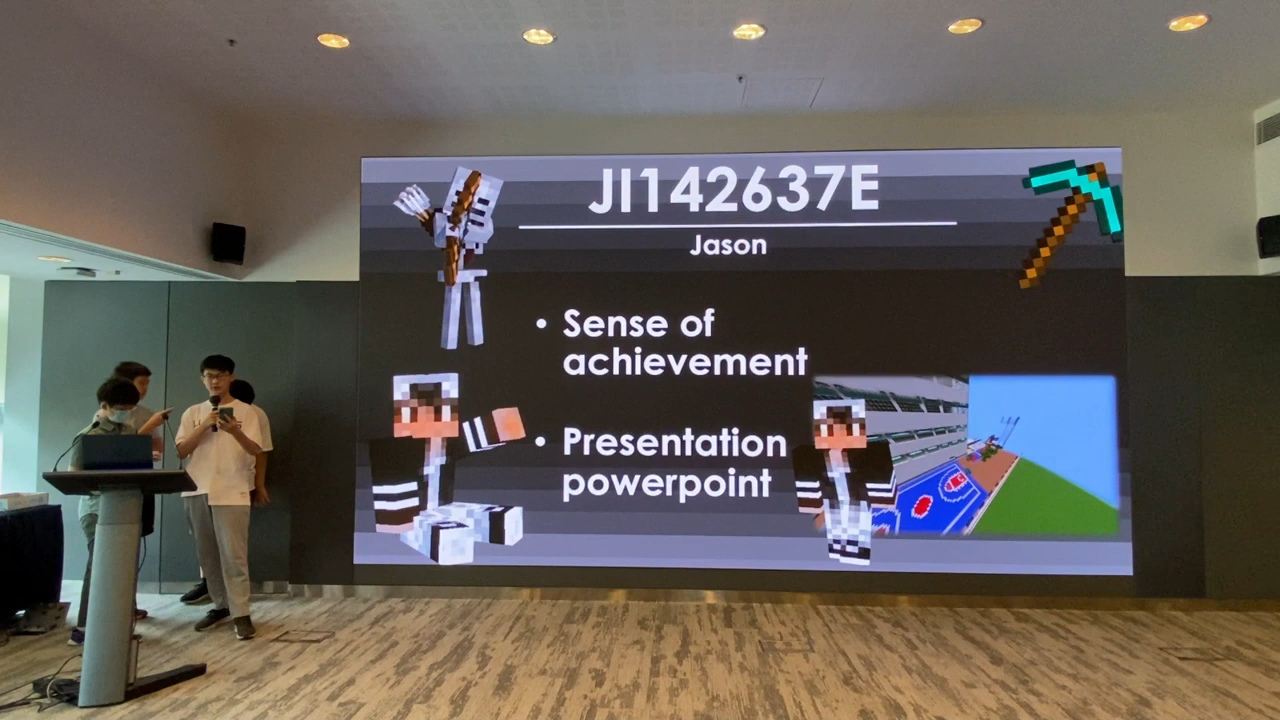 JI142637E
Jason
• Sense of
achievement
• Presentation
powerpoint